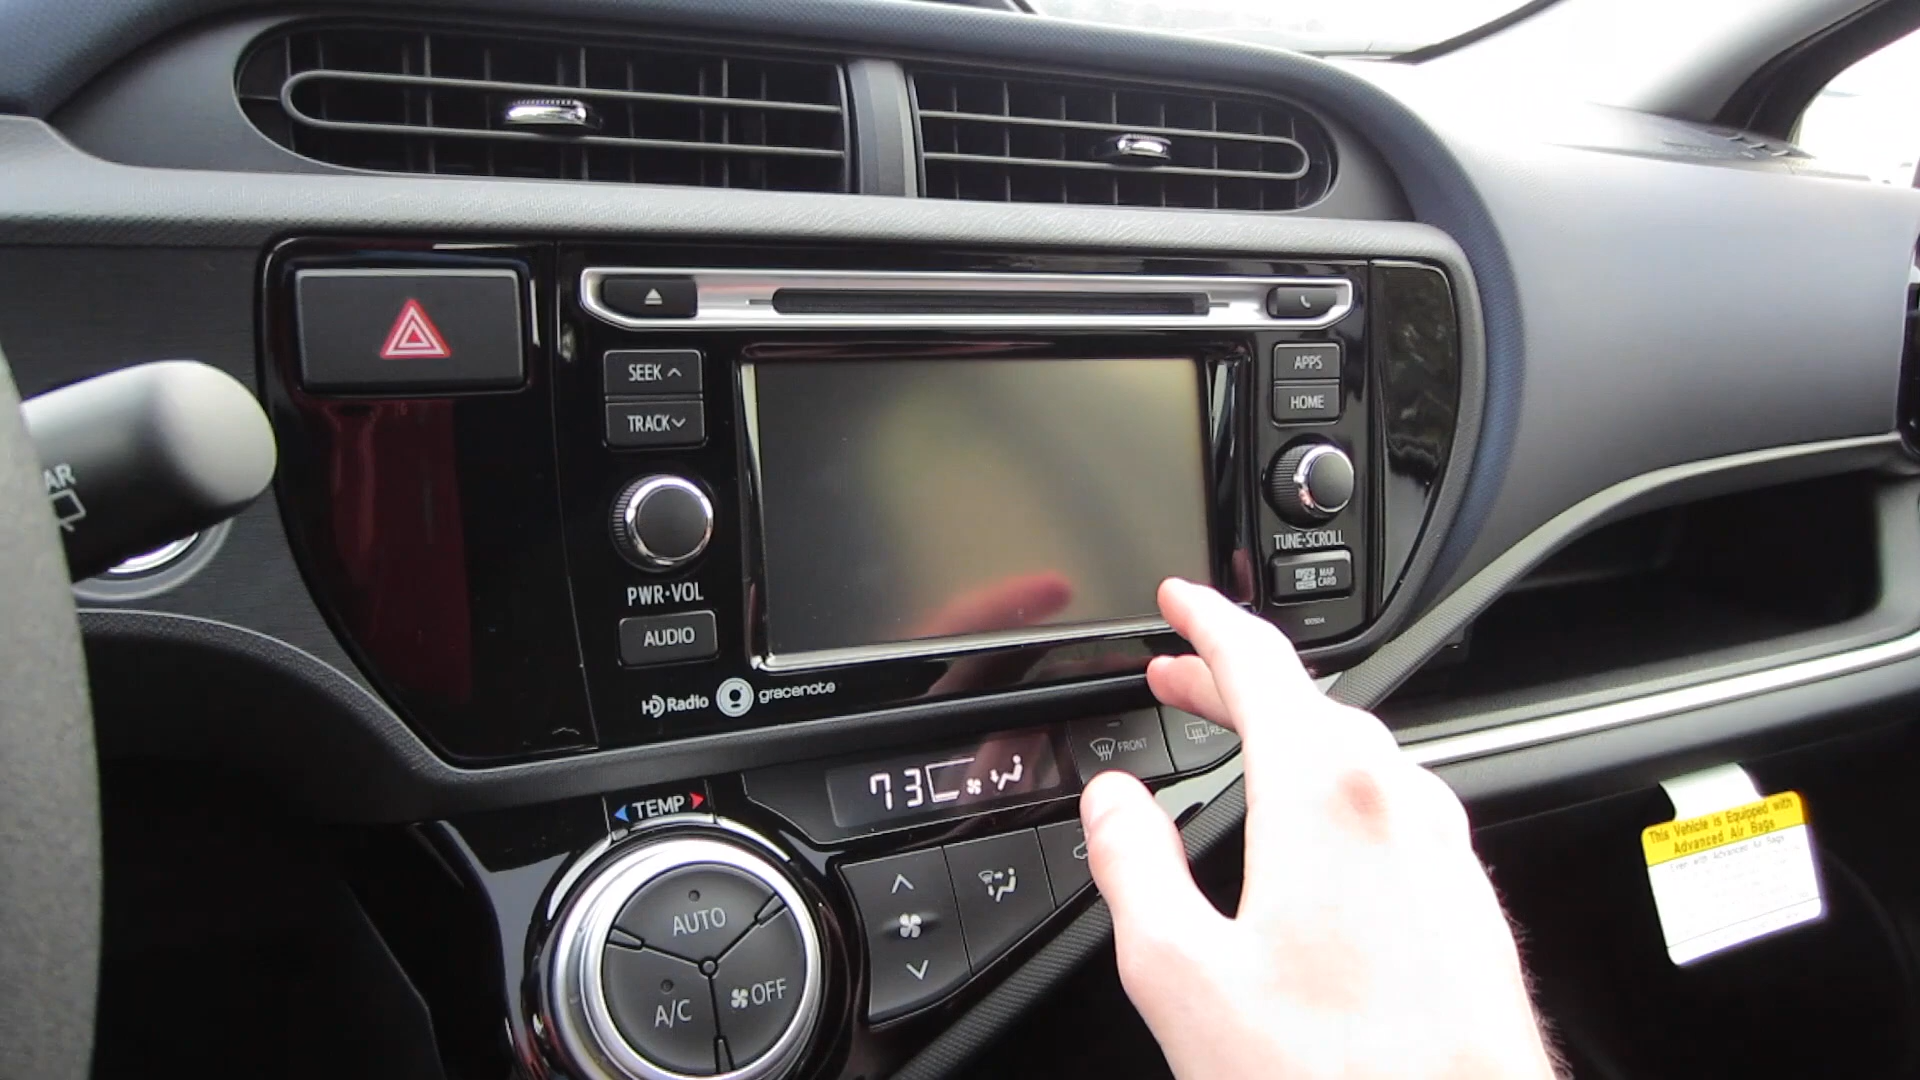 SEEK
TRACK
PWR·VOL
AUDIO
HD Radio
gracenote
APPS
HOME
TUNE·SCROLL
MAP
CARD
FRONT
73
TEMP
AUTO
A/C
OFF
This Vehicle is Equipped with
Advanced Air Bags